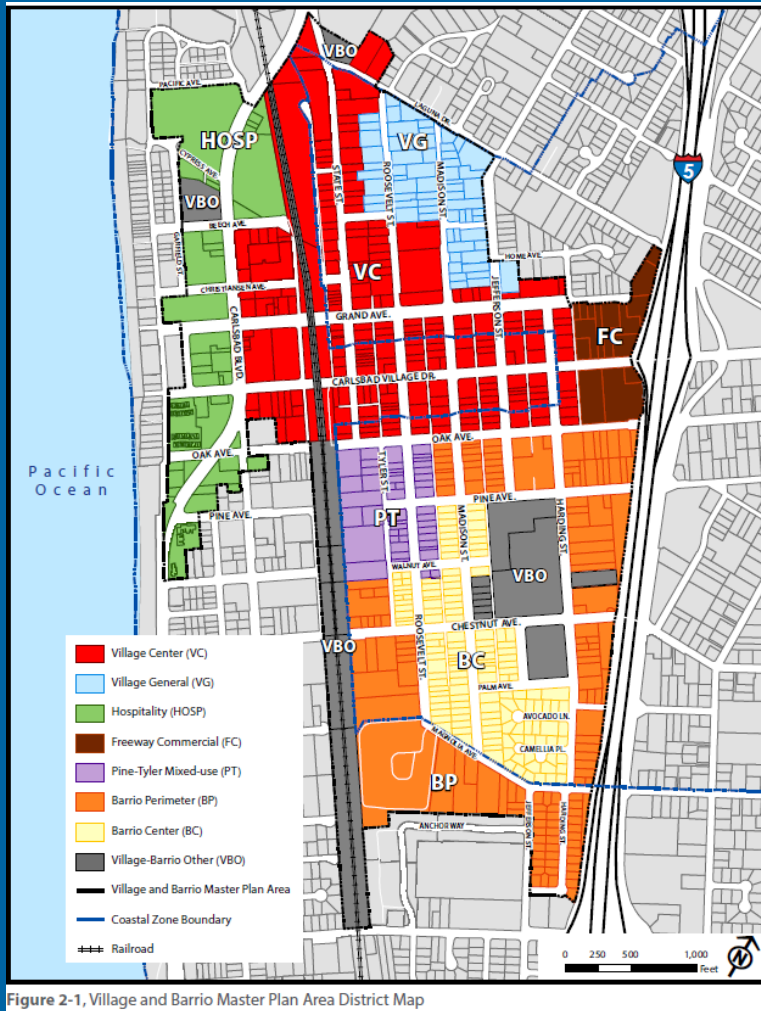 VBO
PACIFIC AVE.
LAGUNA DR.
HOSP
VG
CYPRESS AVE.
STATE ST.
ROOSEVELT ST.
MADISON ST.
5
VBO
BEECH AVE.
GARFIELD ST.
HOME AVE.
VC
CHRISTIANSEN AVE.
JEFFERSON ST.
GRAND AVE.
CARLSBAD BLVD.
FC
CARLSBAD VILLAGE DR.
OAK AVE.
OAK AVE.
Pacific
Ocean
TYLER ST.
PINE AVE.
PINE AVE.
PT
MADISON ST.
HARDING ST.
WALNUT AVE.
VBO
CHESTNUT AVE.
ROOSEVELT ST.
VBO
BC
PALM AVE.
AVOCADO LN.
MAGNOLIA AVE.
CAMELLIA PL.
BP
JEFFERSON ST.
HARDING ST.
ANCHOR WAY
Village Center (VC)
Village General (VG)
Hospitality (HOSP)
Freeway Commercial (FC)
Pine-Tyler Mixed-use (PT)
Barrio Perimeter (BP)
Barrio Center (BC)
Village-Barrio Other (VBO)
Village and Barrio Master Plan Area
Coastal Zone Boundary
Railroad
0 250 500 1,000
Feet
N
Figure 2-1, Village and Barrio Master Plan Area District Map